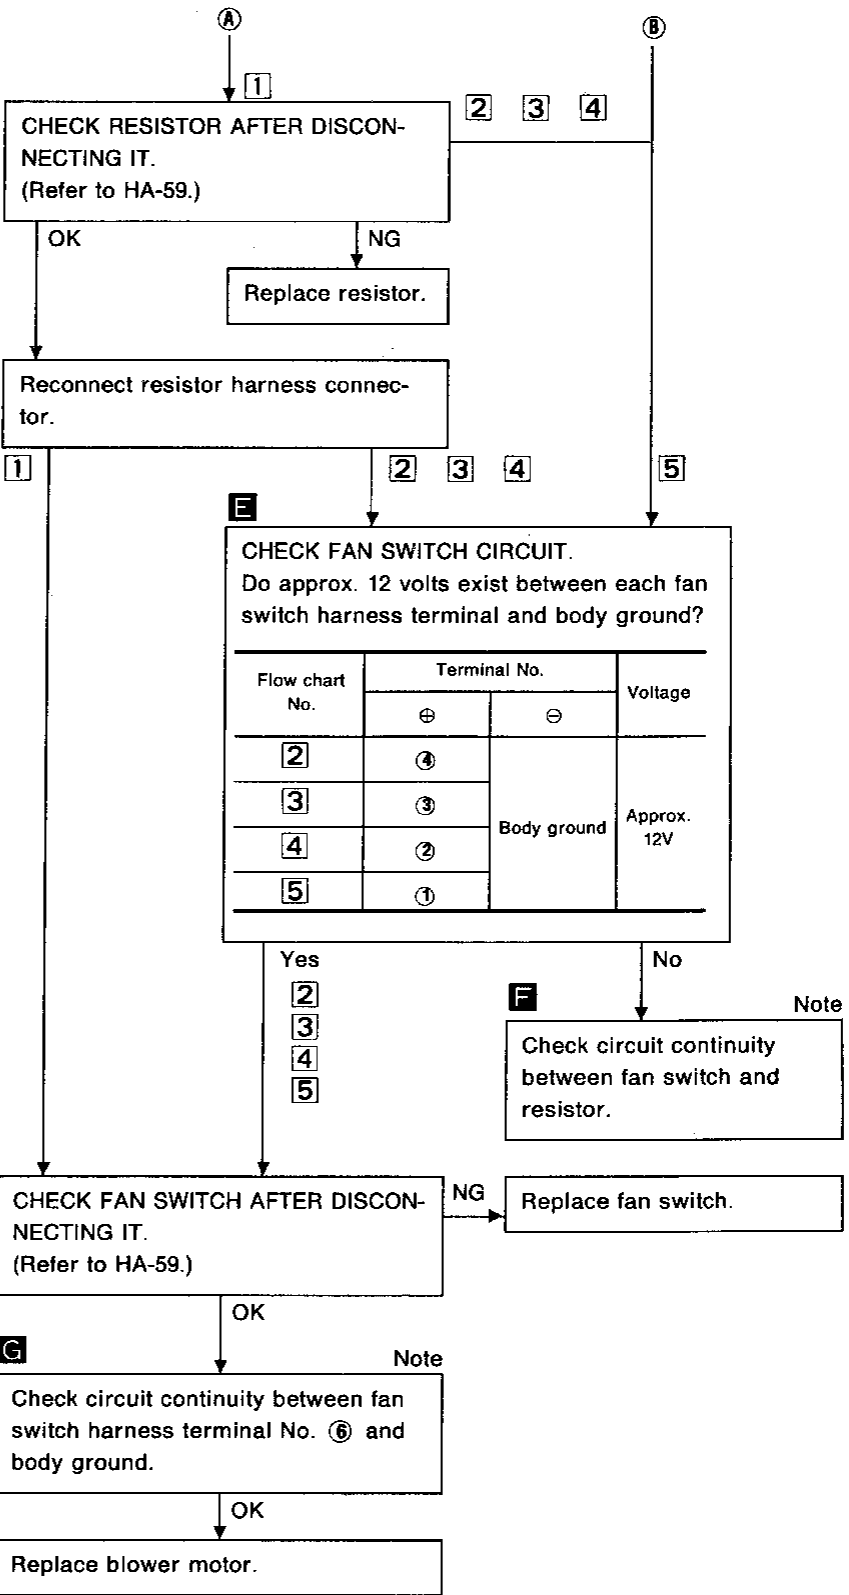 Ⓐ
Ⓑ
1
2 3 4
CHECK RESISTOR AFTER DISCON-
NECTING IT.
(Refer to HA-59.)
OK
NG
Replace resistor.
Reconnect resistor harness connec-
tor.
1
2 3 4
5
E
CHECK FAN SWITCH CIRCUIT.
Do approx. 12 volts exist between each fan
switch harness terminal and body ground?
Flow chart
No.
Terminal No.
Voltage
⊕
⊖
2 ④
3 ③
4 ②
5 ①
Body ground
Approx.
12V
Yes
2
3
4
5
No
F
Note
Check circuit continuity
between fan switch and
resistor.
CHECK FAN SWITCH AFTER DISCON-
NECTING IT.
(Refer to HA-59.)
NG
Replace fan switch.
OK
G
Note
Check circuit continuity between fan
switch harness terminal No. ⑥ and
body ground.
OK
Replace blower motor.